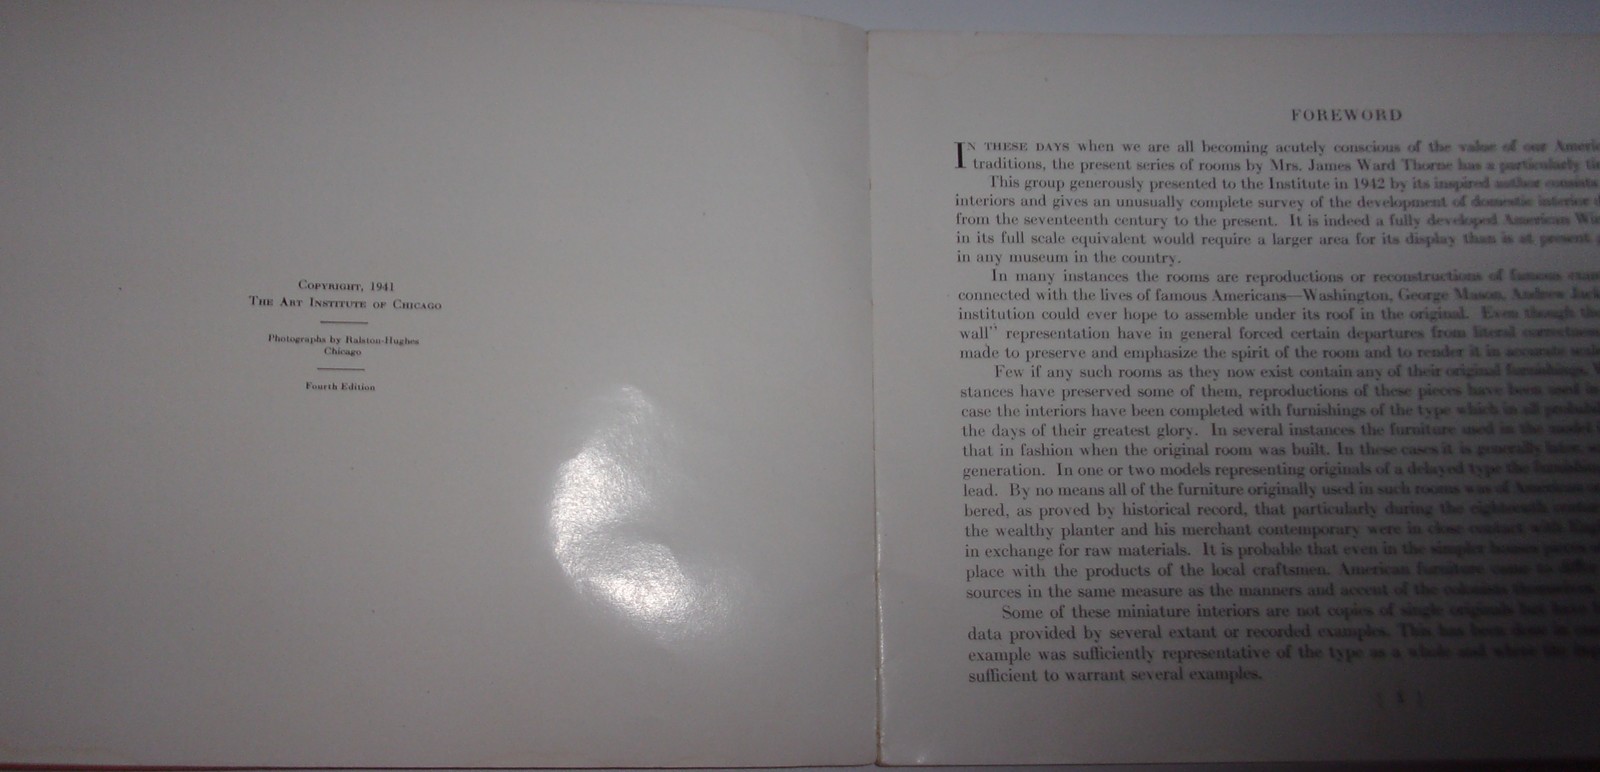 COPYRIGHT, 1941
THE ART INSTITUTE OF CHICAGO
Photographs by Ralston-Hughes
Chicago
Fourth Edition
FOREWORD
IN THESE DAYS when we are all becoming acutely conscious of the value of our
traditions, the present series of rooms by Mrs. James Ward Thorne has a particularly
This group generously presented to the Institute in 1942 by its inspired author consists
interiors and gives an unusually complete survey of the development of domestic interior
from the seventeenth century to the present. It is indeed a fully developed American
in its full scale equivalent would require a larger area for its display than is at present
in any museum in the country.
In many instances the rooms are reproductions or reconstructions of famous
connected with the lives of famous Americans—Washington, George Mason, Andrew
institution could ever hope to assemble under its roof in the original. Even though
wall" representation have in general forced certain departures from literal
made to preserve and emphasize the spirit of the room and to render it in accurate
Few if any such rooms as they now exist contain any of their original furnishings.
stances have preserved some of them, reproductions of these pieces have been used
case the interiors have been completed with furnishings of the type which in all
the days of their greatest glory. In several instances the furniture used in the model
that in fashion when the original room was built. In these cases it is generally later,
generation. In one or two models representing originals of a delayed type the
lead. By no means all of the furniture originally used in such rooms was of American
bered, as proved by historical record, that particularly during the eighteenth
the wealthy planter and his merchant contemporary were in close contact with
in exchange for raw materials. It is probable that even in the simpler houses pieces
place with the products of the local craftsmen. American furniture came to
sources in the same measure as the manners and accent of the colonists themselves
Some of these miniature interiors are not copies of single originals but have
data provided by several extant or recorded examples. This has been done in
example was sufficiently representative of the type as a whole and where the
sufficient to warrant several examples.